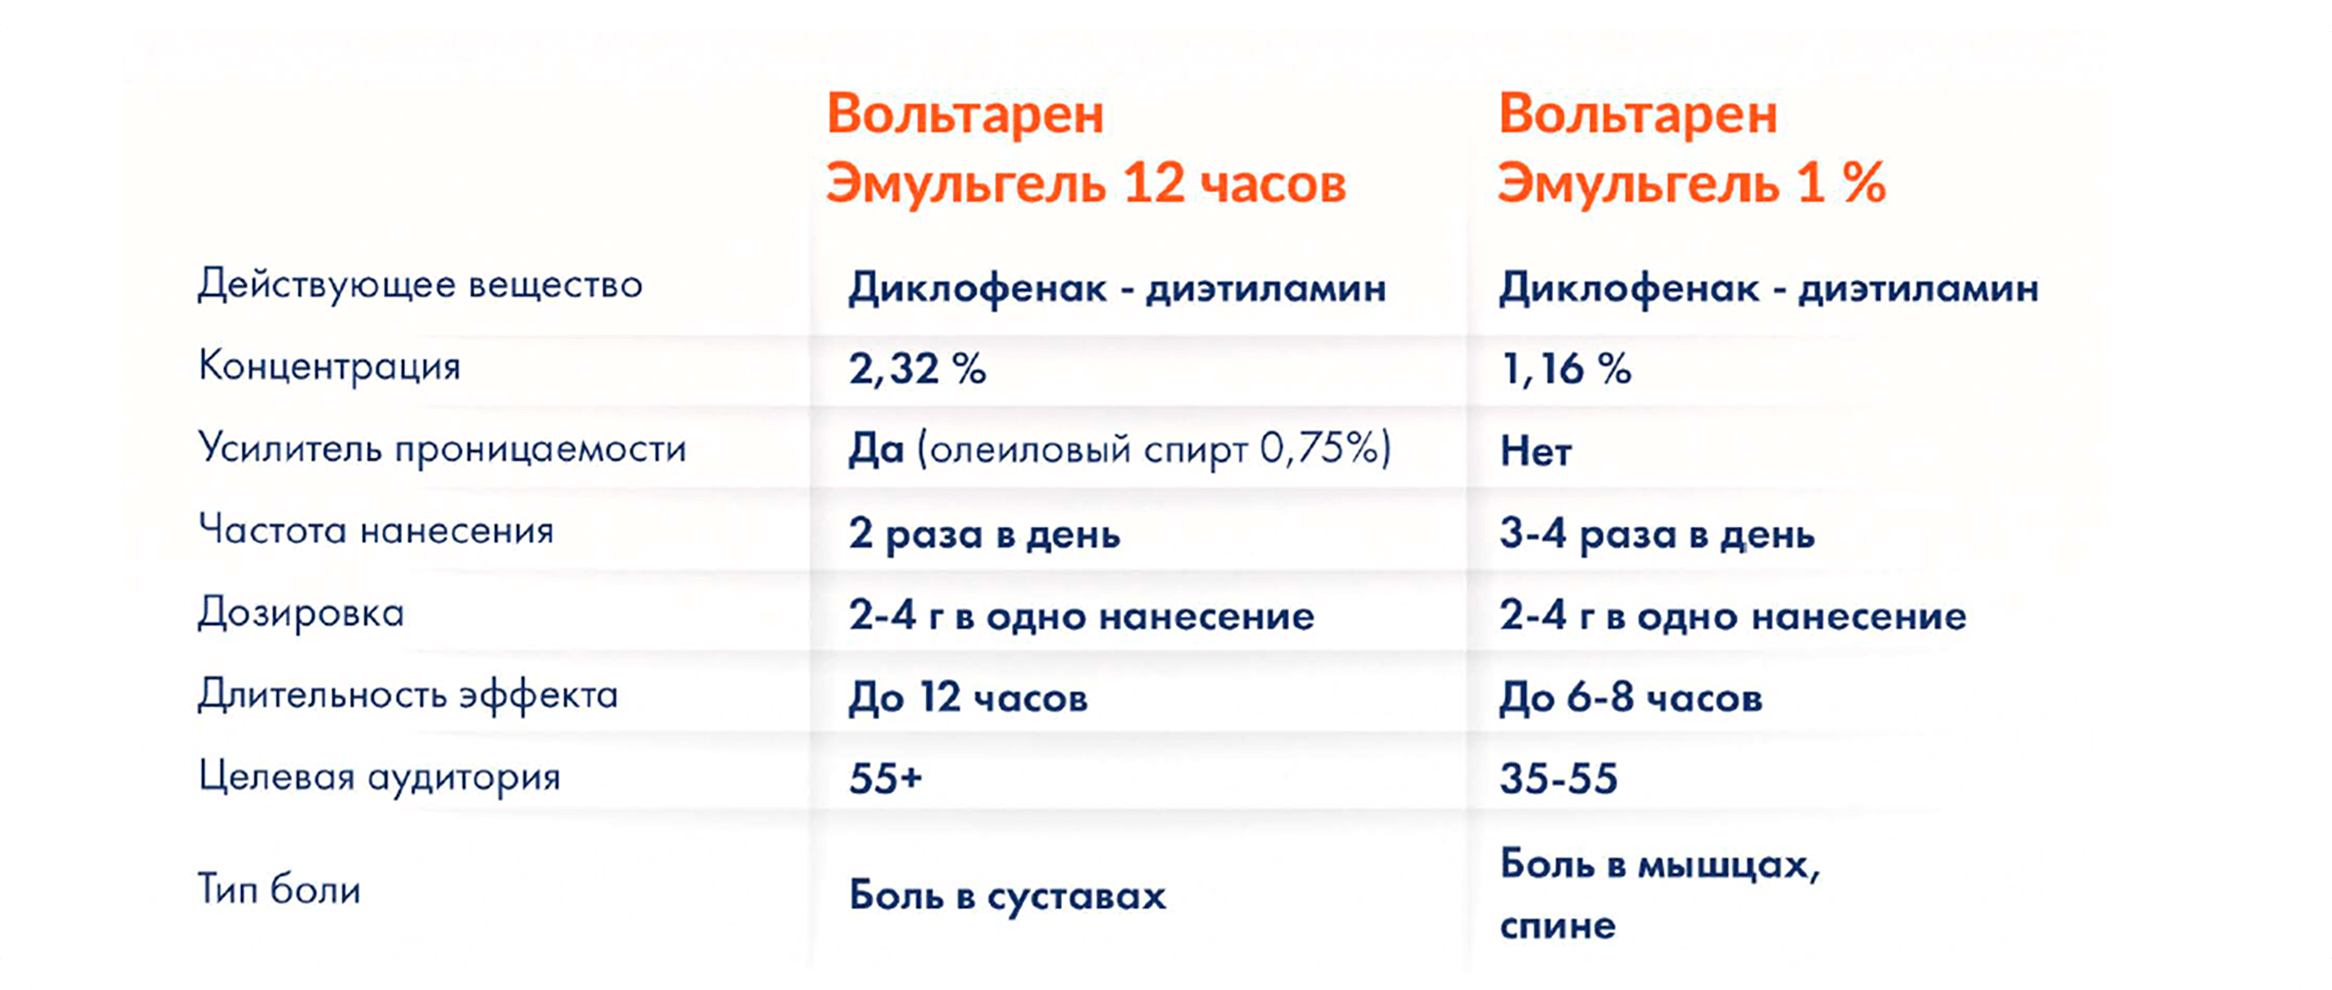 Вольтарен
Эмульгель 12 часов
Вольтарен
Эмульгель 1 %
Действующее вещество Диклофенак - диэтиламин Диклофенак - диэтиламин
Концентрация 2,32 % 1,16 %
Усилитель проницаемости Да (олеиловый спирт 0,75%) Нет
Частота нанесения 2 раза в день 3-4 раза в день
Дозировка 2-4 г в одно нанесение 2-4 г в одно нанесение
Длительность эффекта До 12 часов До 6-8 часов
Целевая аудитория 55+ 35-55
Тип боли Боль в суставах Боль в мышцах,
спине